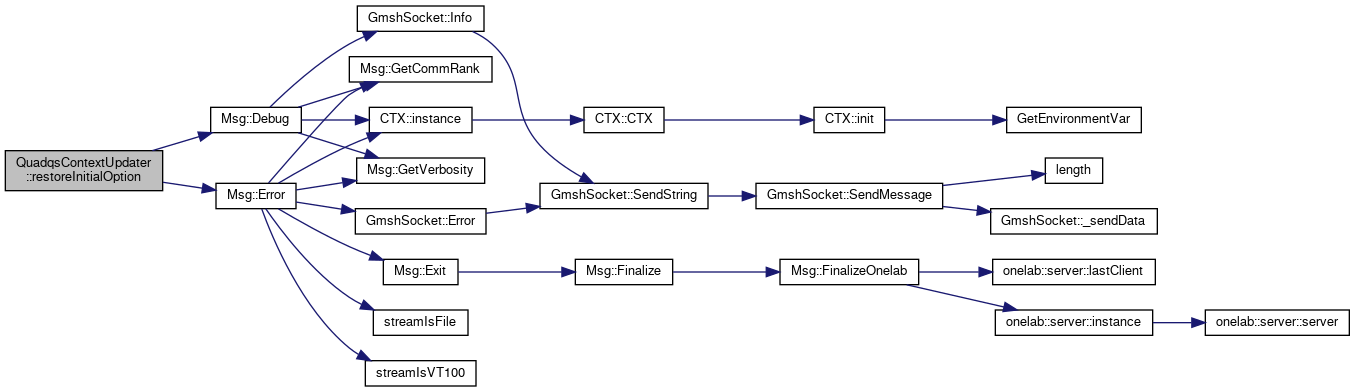 QuadqsContextUpdater
::restoreInitialOption
Msg::Debug
Msg::Error
GmshSocket::Info
Msg::GetCommRank
CTX::instance
Msg::GetVerbosity
GmshSocket::Error
Msg::Exit
streamIsFile
streamIsVT100
CTX::CTX
GmshSocket::SendString
Msg::Finalize
CTX::init
GmshSocket::SendMessage
Msg::FinalizeOnelab
GetEnvironmentVar
length
GmshSocket::_sendData
onelab::server::lastClient
onelab::server::instance
onelab::server::server